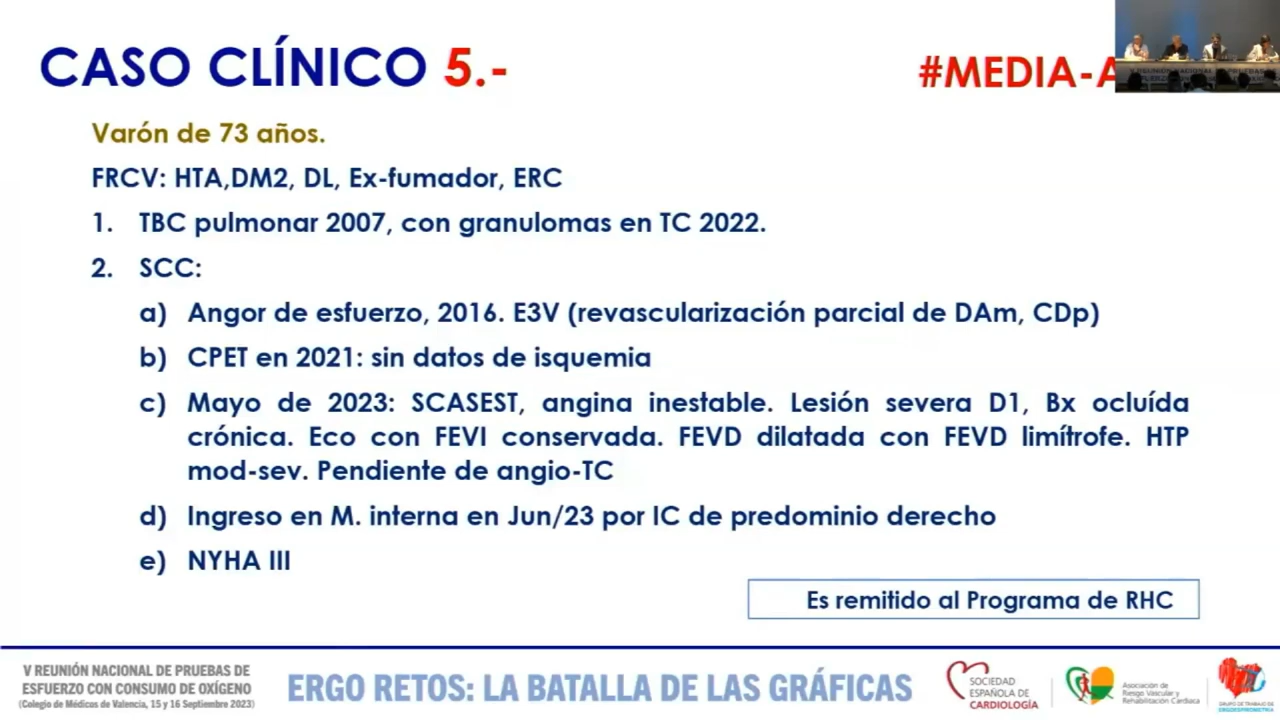 CASO CLÍNICO 5.-
#MEDIA-A
Varón de 73 años.
FRCV: HTA,DM2, DL, Ex-fumador, ERC
1. TBC pulmonar 2007, con granulomas en TC 2022.
2. SCC:
a) Angor de esfuerzo, 2016. E3V (revascularización parcial de DAm, CDp)
b) CPET en 2021: sin datos de isquemia
c) Mayo de 2023: SCASEST, angina inestable. Lesión severa D1, Bx ocluída
crónica. Eco con FEVI conservada. FEVD dilatada con FEVD limítrofe. HTP
mod-sev. Pendiente de angio-TC
d) Ingreso en M. interna en Jun/23 por IC de predominio derecho
e) NYHA III
Es remitido al Programa de RHC
V REUNIÓN NACIONAL DE PRUEBAS DE
ESFUERZO CON CONSUMO DE OXÍGENO
(Colegio de Médicos de Valencia, 15 y 16 Septiembre 2023)
ERGO RETOS: LA BATALLA DE LAS GRÁFICAS
SOCIEDAD
ESPAÑOLA DE
CARDIOLOGÍA
Asociación de
Riesgo Vascular y
Rehabilitación Cardiaca
GRUPO DE TRABAJO DE
ERGOESPIROMETRÍA